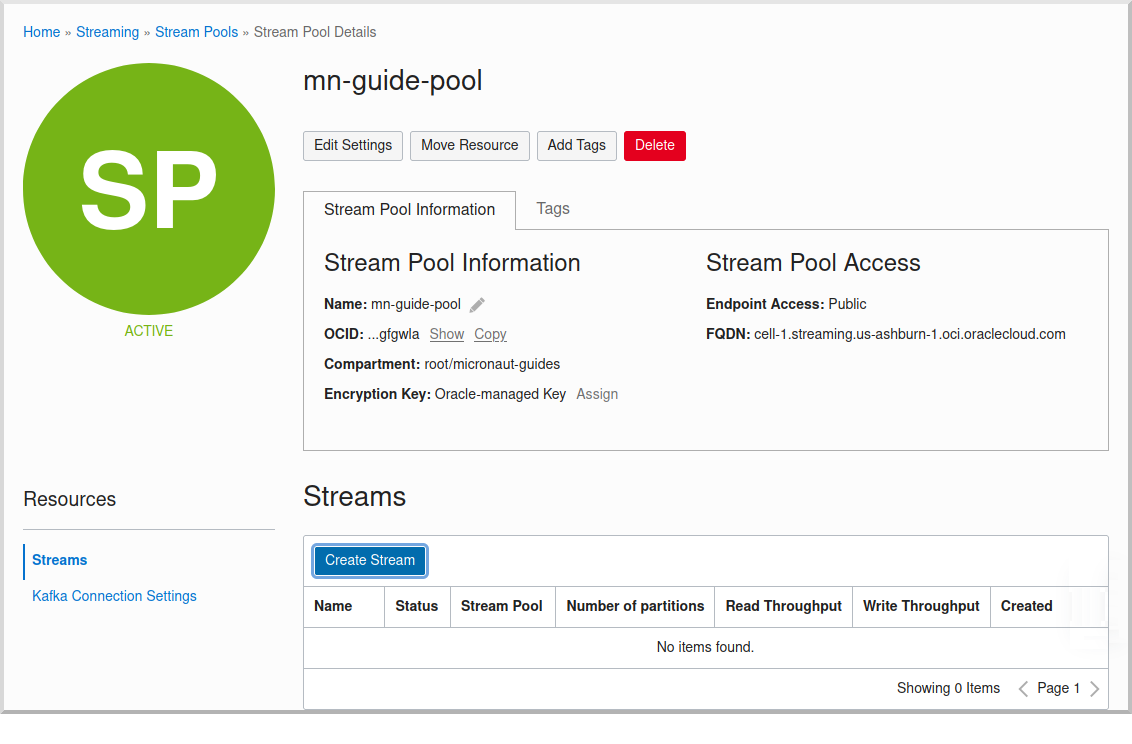 Home » Streaming » Stream Pools » Stream Pool Details
SP
ACTIVE
mn-guide-pool
Edit Settings Move Resource Add Tags Delete
Stream Pool Information Tags
Stream Pool Information
Name: mn-guide-pool
OCID: ...gfgwla Show Copy
Compartment: root/micronaut-guides
Encryption Key: Oracle-managed Key Assign
Stream Pool Access
Endpoint Access: Public
FQDN: cell-1.streaming.us-ashburn-1.oci.oraclecloud.com
Resources
Streams
Kafka Connection Settings
Streams
Create Stream
Name Status Stream Pool Number of partitions Read Throughput Write Throughput Created
No items found.
Showing 0 Items Page 1